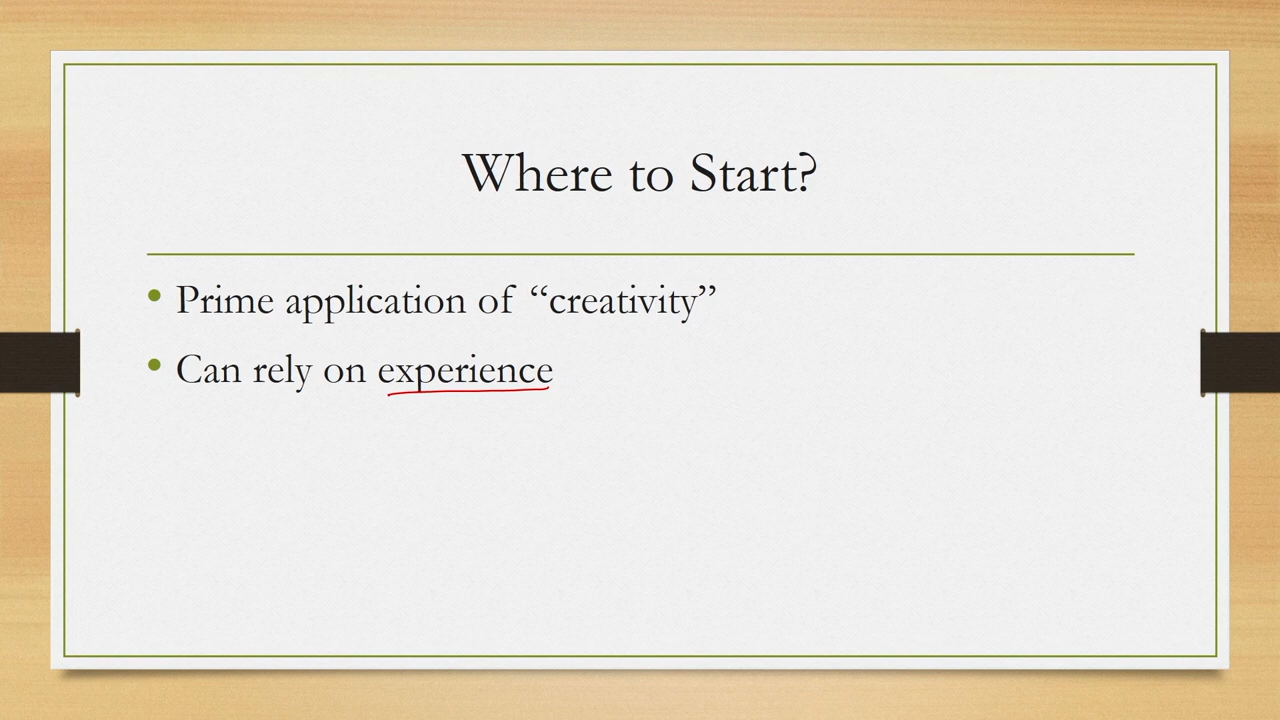 Where to Start?
• Prime application of “creativity”
• Can rely on experience